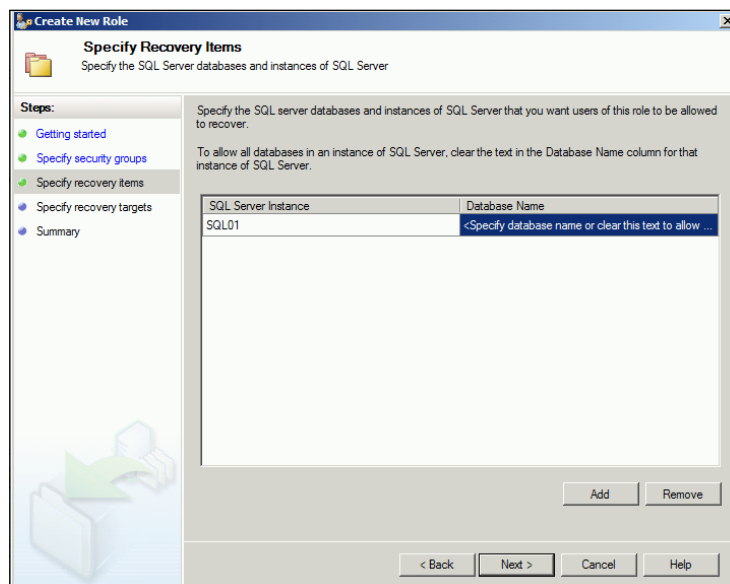 Create New Role
Specify Recovery Items
Specify the SQL Server databases and instances of SQL Server
Steps:
Getting started
Specify security groups
Specify recovery items
Specify recovery targets
Summary
Specify the SQL server databases and instances of SQL Server that you want users of this role to be allowed
to recover.
To allow all databases in an instance of SQL Server, clear the text in the Database Name column for that
instance of SQL Server.
SQL Server Instance Database Name
SQL01 <Specify database name or clear this text to allow ...
Add Remove
< Back Next > Cancel Help